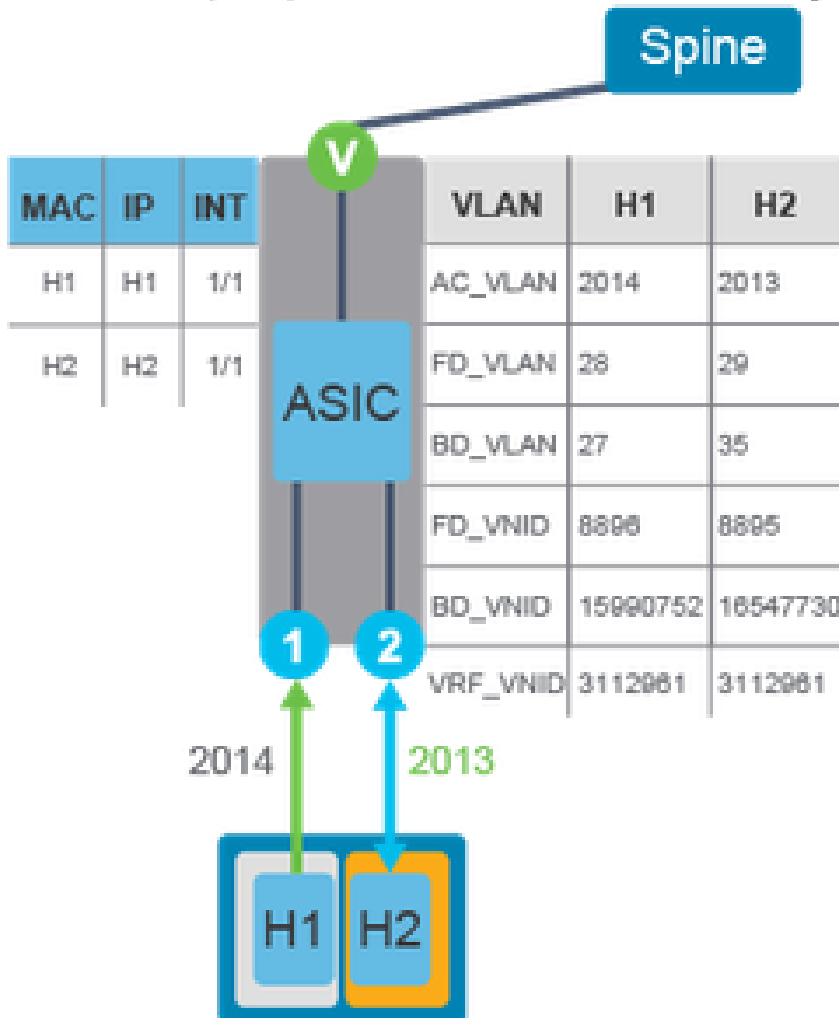 Spine
V
MAC IP INT
VLAN H1 H2
H1 H1 1/1
AC_VLAN 2014 2013
H2 H2 1/1
FD_VLAN 28 29
ASIC
BD_VLAN 27 35
FD_VNID 8896 8895
BD_VNID 15990752 16547730
1 2
VRF_VNID 3112961 3112961
2014 2013
H1 H2